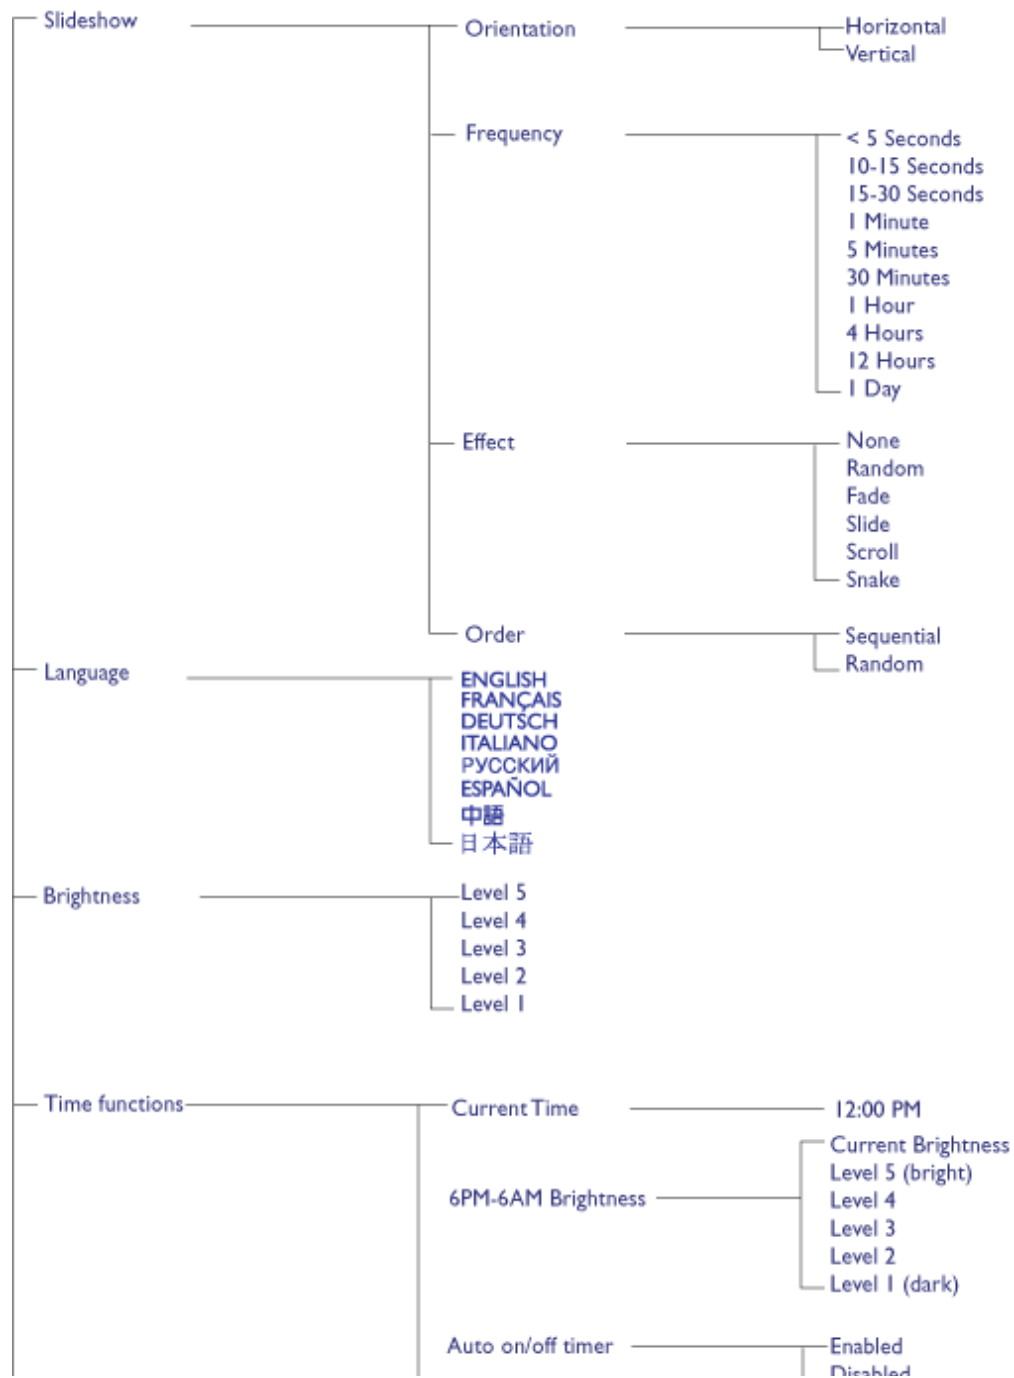 Slideshow
Orientation
Horizontal
Vertical
Frequency
< 5 Seconds
10-15 Seconds
15-30 Seconds
1 Minute
5 Minutes
30 Minutes
1 Hour
4 Hours
12 Hours
1 Day
Effect
None
Random
Fade
Slide
Scroll
Snake
Order
Sequential
Random
Language
ENGLISH
FRANÇAIS
DEUTSCH
ITALIANO
РУССКИЙ
ESPAÑOL
中語
日本語
Brightness
Level 5
Level 4
Level 3
Level 2
Level 1
Time functions
Current Time
12:00 PM
6PM-6AM Brightness
Current Brightness
Level 5 (bright)
Level 4
Level 3
Level 2
Level 1 (dark)
Auto on/off timer
Enabled
Disabled